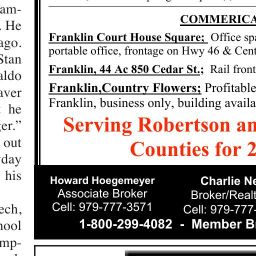 am-
. He
ago.
Stan
aldo
aver
t he
ger."
out
yday
his
ech,
hool
mp-
COMMERICA
Franklin Court House Square; Office spa
portable office, frontage on Hwy 46 & Cent
Franklin, 44 Ac 850 Cedar St.; Rail front
Franklin,Country Flowers; Profitable
Franklin, business only, building availa
Serving Robertson an
Counties for 2
Howard Hoegemeyer
Associate Broker
Cell: 979-777-3571
Charlie Ne
Broker/Realt
Cell: 979-777-
1-800-299-4082 - Member B